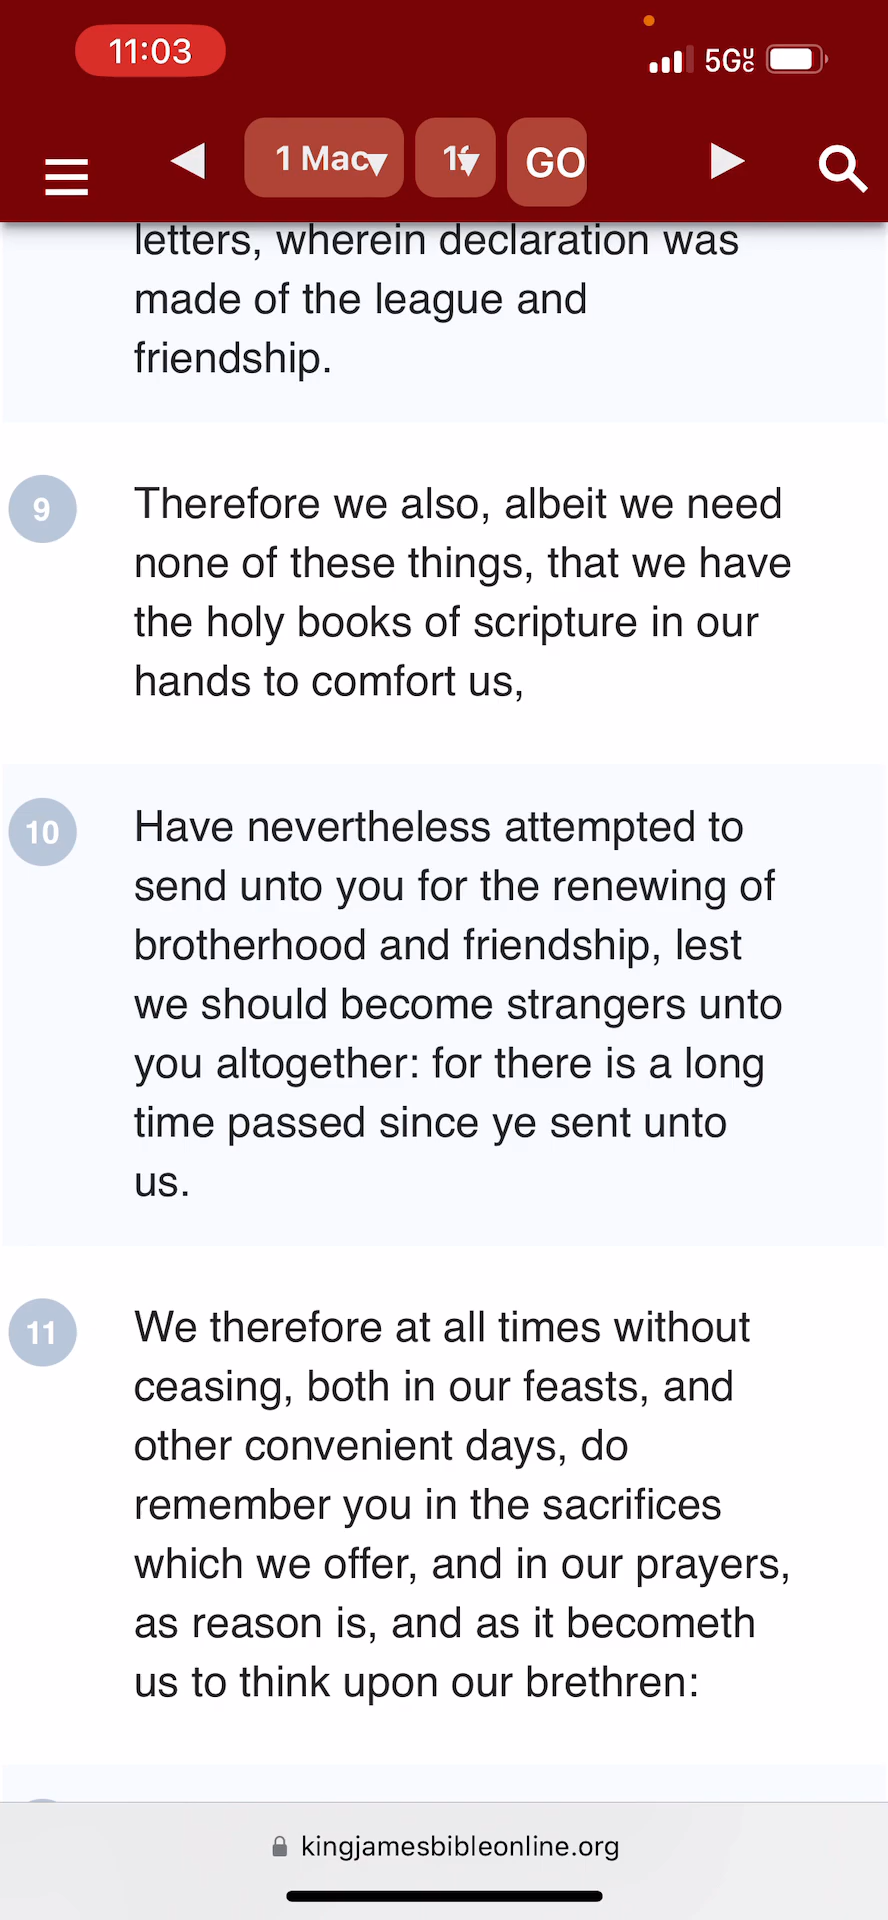 11:03
5G
1 Mac
GO
letters, wherein declaration was
made of the league and
friendship.
9
Therefore we also, albeit we need
none of these things, that we have
the holy books of scripture in our
hands to comfort us,
10
Have nevertheless attempted to
send unto you for the renewing of
brotherhood and friendship, lest
we should become strangers unto
you altogether: for there is a long
time passed since ye sent unto
us.
11
We therefore at all times without
ceasing, both in our feasts, and
other convenient days, do
remember you in the sacrifices
which we offer, and in our prayers,
as reason is, and as it becometh
us to think upon our brethren:
kingjamesbibleonline.org